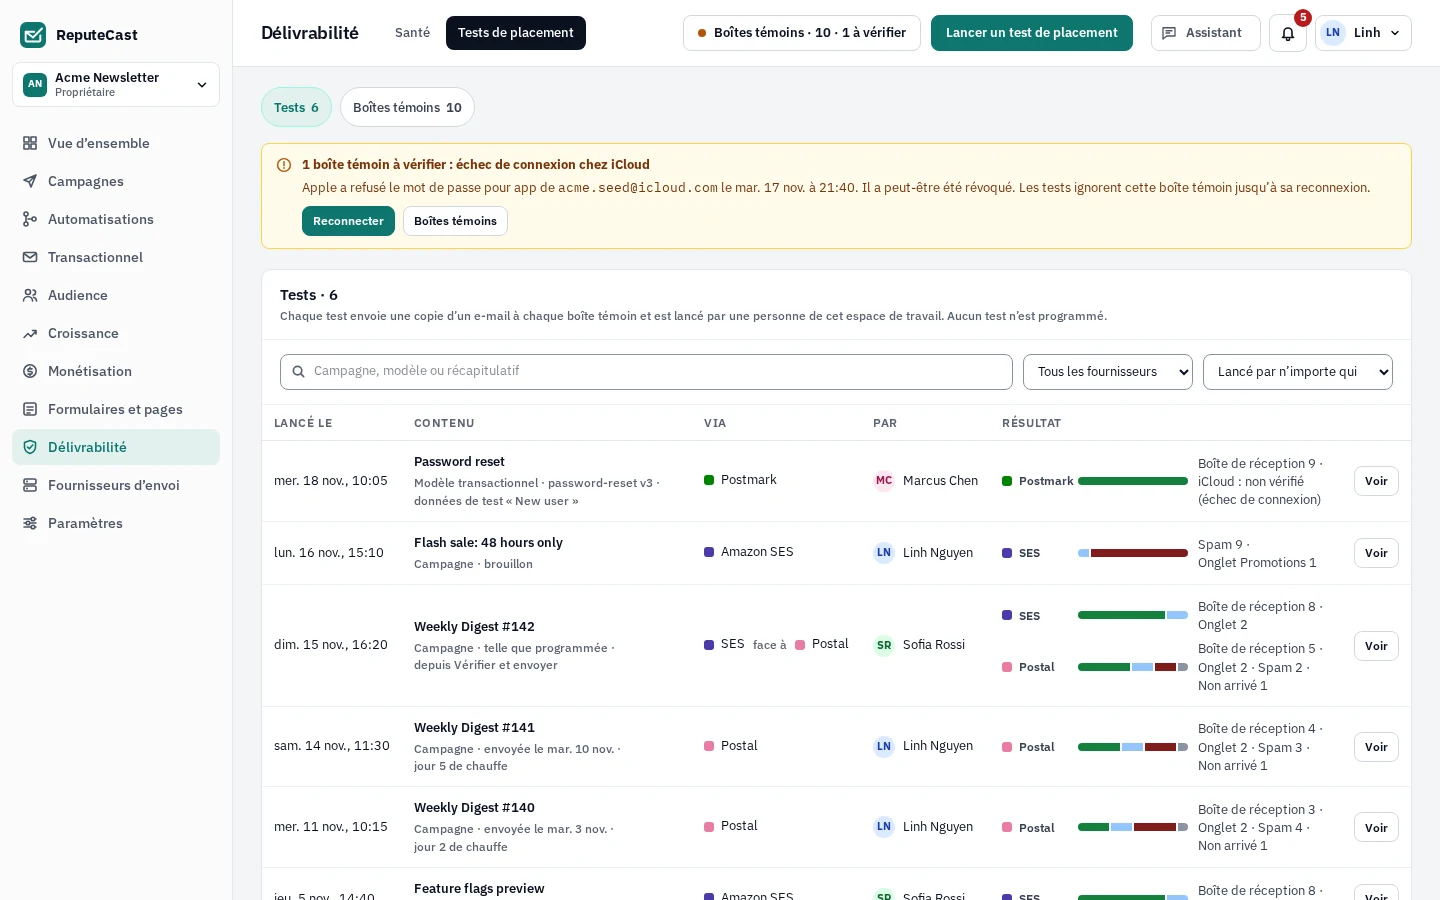 ReputeCast
AN
Acme Newsletter
Propriétaire
Vue d’ensemble
Campagnes
Automatisations
Transactionnel
Audience
Croissance
Monétisation
Formulaires et pages
Délivrabilité
Fournisseurs d’envoi
Paramètres
Délivrabilité
Santé
Tests de placement
Boîtes témoins · 10 · 1 à vérifier
Lancer un test de placement
Assistant
5
LN
Linh
Tests 6
Boîtes témoins 10
1 boîte témoin à vérifier : échec de connexion chez iCloud
Apple a refusé le mot de passe pour app de acme.seed@icloud.com le mar. 17 nov. à 21:40. Il a peut-être été révoqué. Les tests ignorent cette boîte témoin jusqu’à sa reconnexion.
Reconnecter
Boîtes témoins
Tests · 6
Chaque test envoie une copie d’un e-mail à chaque boîte témoin et est lancé par une personne de cet espace de travail. Aucun test n’est programmé.
Campagne, modèle ou récapitulatif
Tous les fournisseurs
Lancé par n’importe qui
LANCÉ LE
CONTENU
VIA
PAR
RÉSULTAT
mer. 18 nov., 10:05
Password reset
Modèle transactionnel · password-reset v3 ·
données de test « New user »
Postmark
MC
Marcus Chen
Postmark
Boîte de réception 9 ·
iCloud : non vérifié
(échec de connexion)
Voir
lun. 16 nov., 15:10
Flash sale: 48 hours only
Campagne · brouillon
Amazon SES
LN
Linh Nguyen
SES
Spam 9 ·
Onglet Promotions 1
Voir
dim. 15 nov., 16:20
Weekly Digest #142
Campagne · telle que programmée ·
depuis Vérifier et envoyer
SES face à Postal
SR
Sofia Rossi
SES
Boîte de réception 8 ·
Onglet 2
Postal
Boîte de réception 5 ·
Onglet 2 · Spam 2 ·
Non arrivé 1
Voir
sam. 14 nov., 11:30
Weekly Digest #141
Campagne · envoyée le mar. 10 nov. ·
jour 5 de chauffe
Postal
LN
Linh Nguyen
Postal
Boîte de réception 4 ·
Onglet 2 · Spam 3 ·
Non arrivé 1
Voir
mer. 11 nov., 10:15
Weekly Digest #140
Campagne · envoyée le mar. 3 nov. ·
jour 2 de chauffe
Postal
LN
Linh Nguyen
Postal
Boîte de réception 3 ·
Onglet 2 · Spam 4 ·
Non arrivé 1
Voir
jeu. 5 nov., 14:40
Feature flags preview
Amazon SES
SR
Sofia Rossi
SES
Boîte de réception 8 ·
Voir